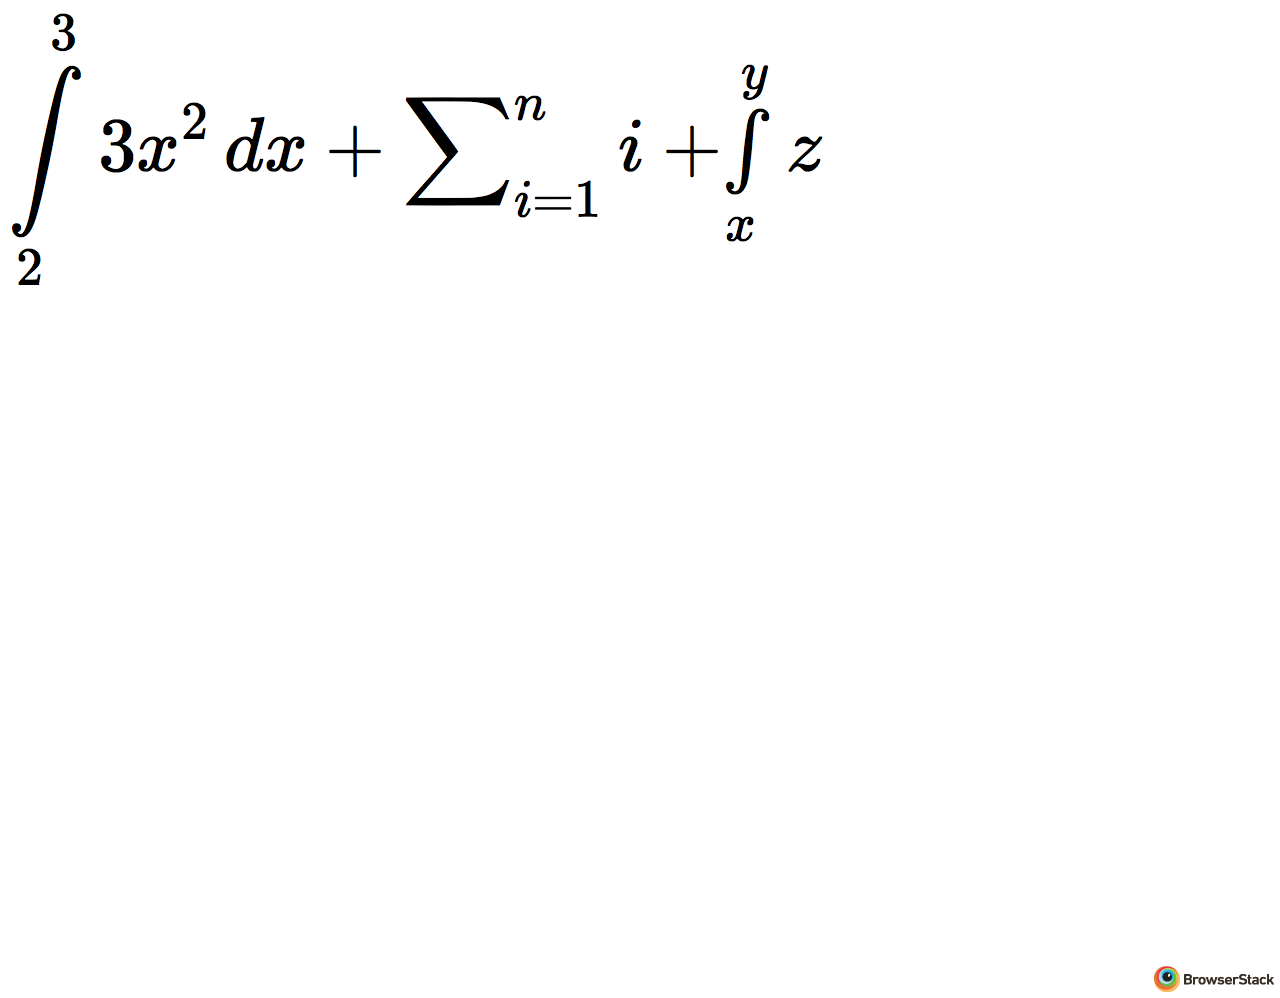 ∫₂³ 3x² dx + ∑ᵢ₌₁ⁿ i + ∫ₓʸ z
BrowserStack